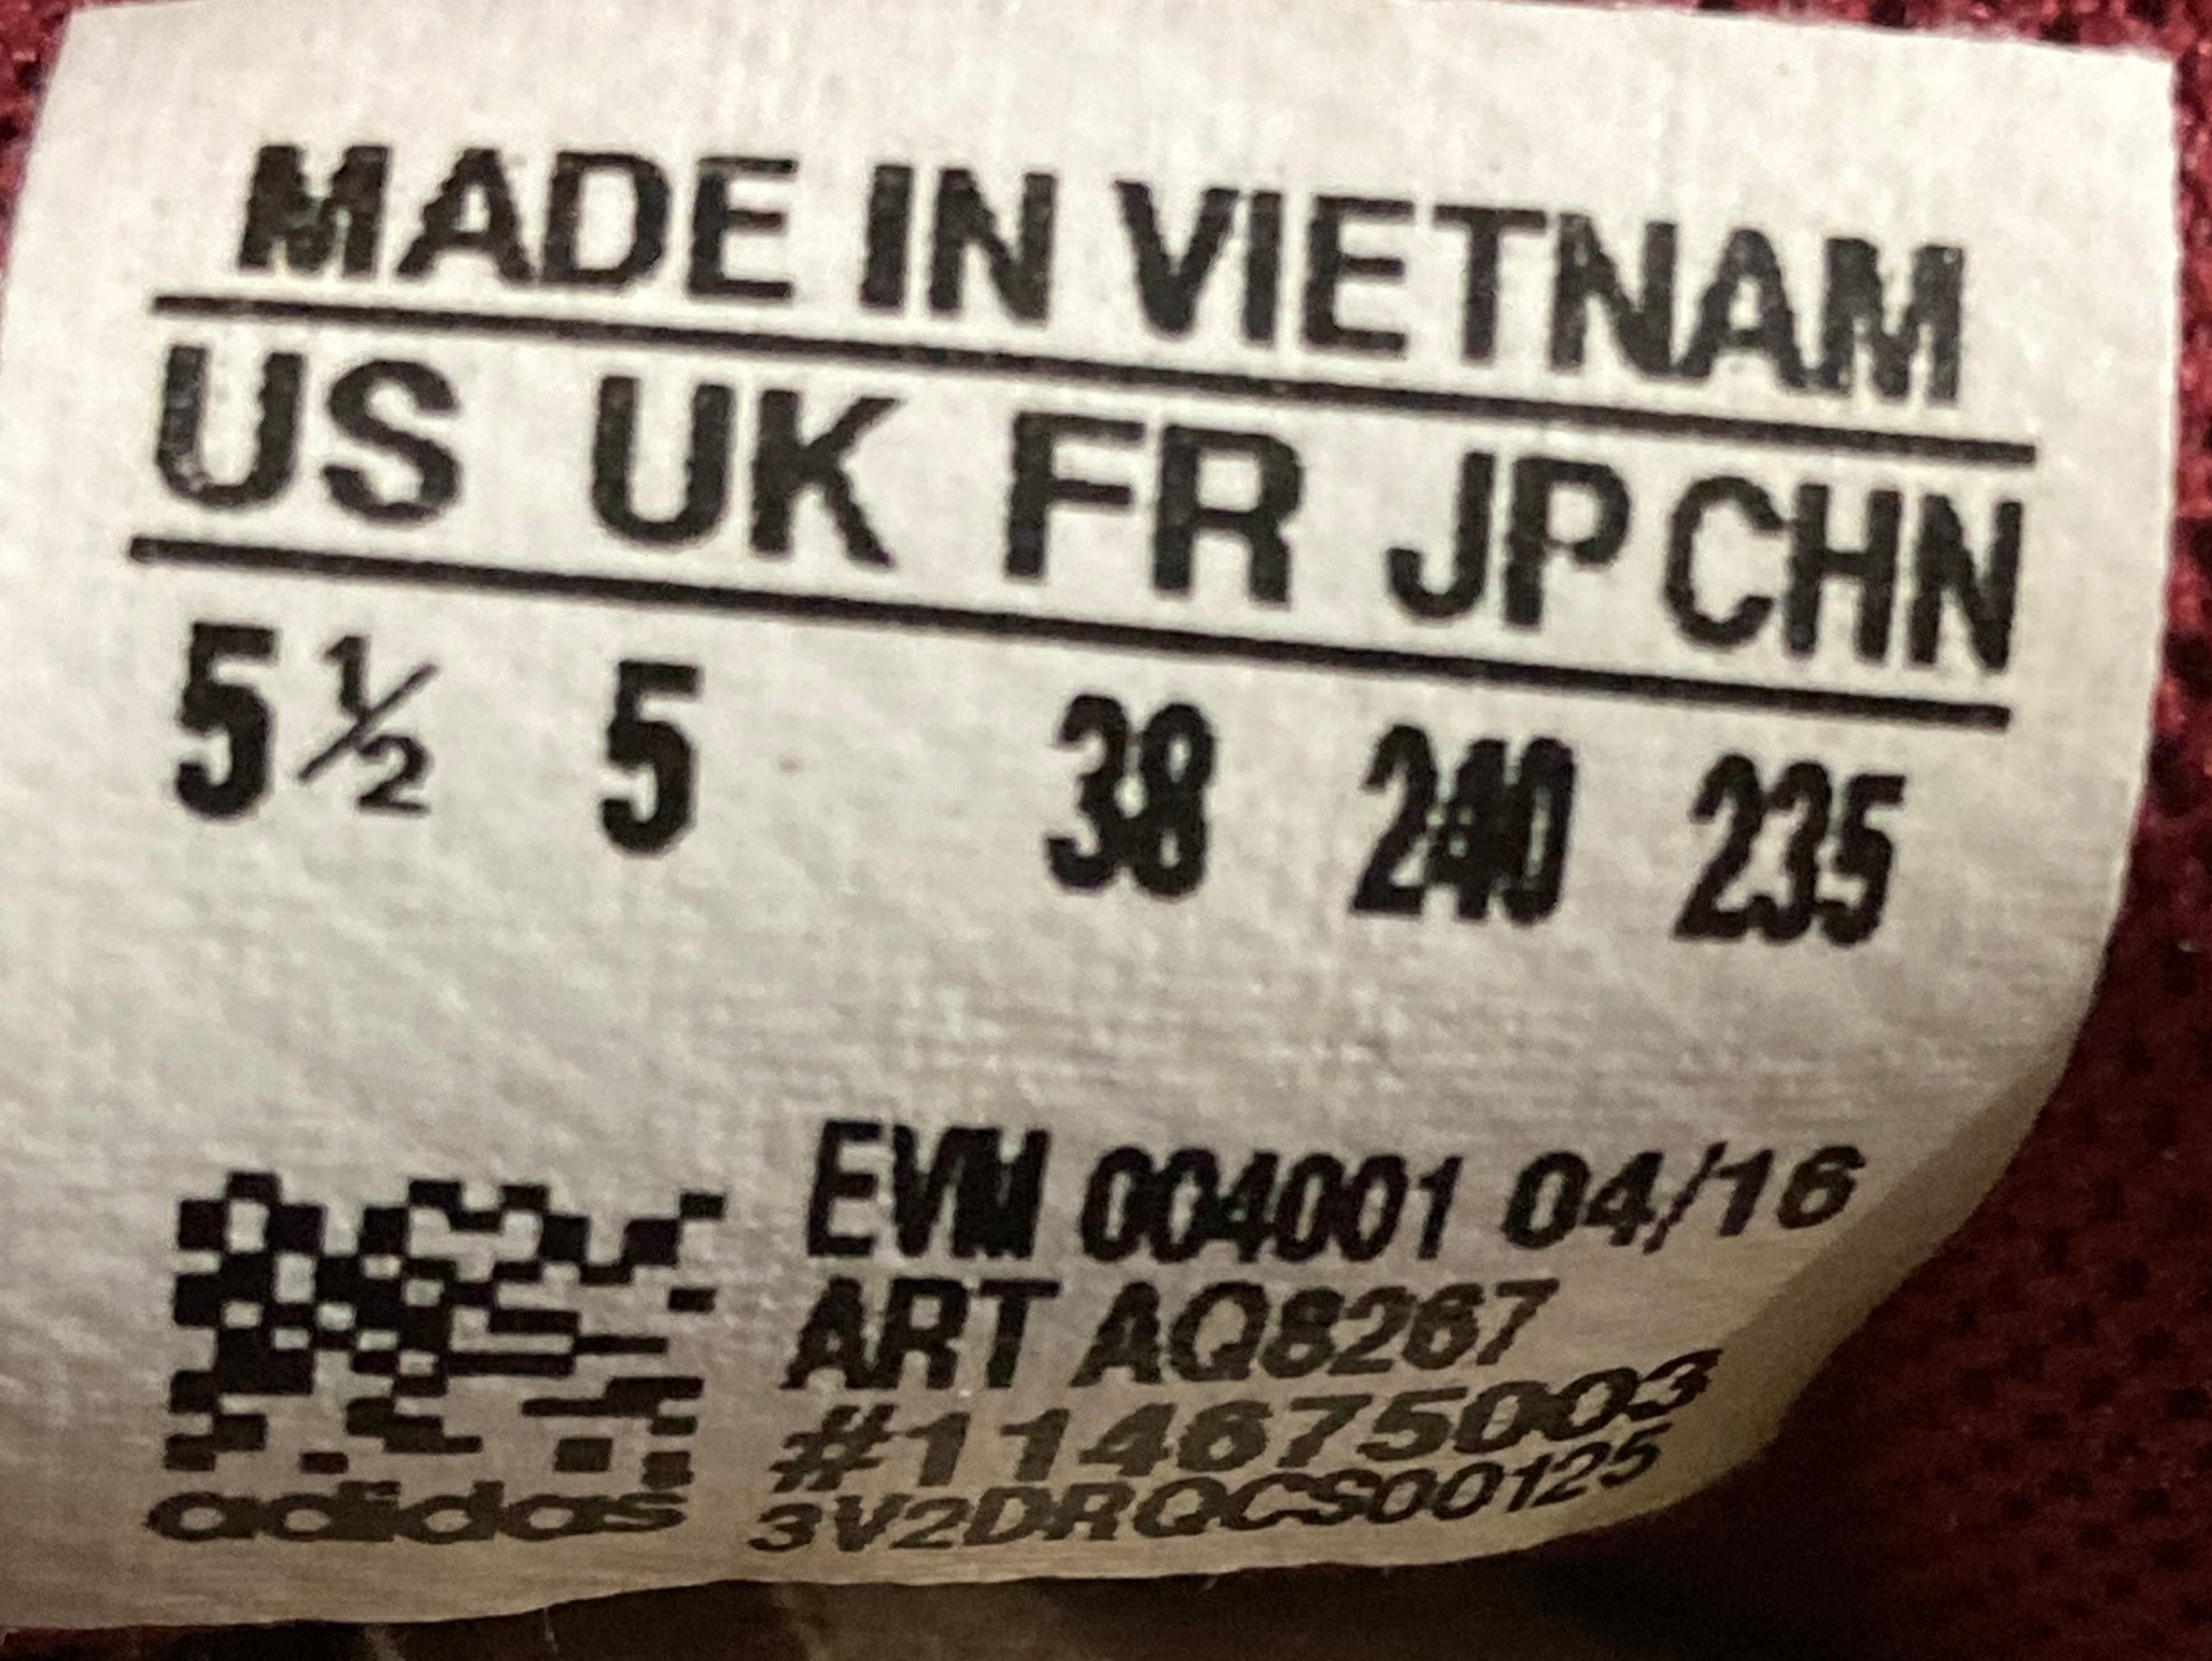 MADE IN VIETNAM
US UK FR JP CHN
5½ 5 38 240 235
EVM 004001 04/16
ART AQ8267
#114675003
3V2DRQCS00125
adidas